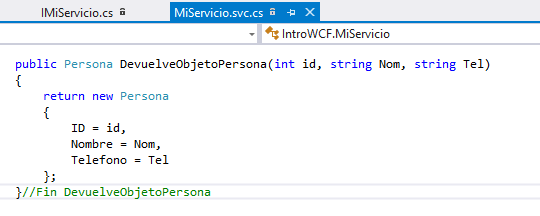 IMiServicio.cs MiServicio.svc.cs
IntroWCF.MiServicio
public Persona DevuelveObjetoPersona(int id, string Nom, string Tel)
{
    return new Persona
    {
        ID = id,
        Nombre = Nom,
        Telefono = Tel
    };
}//Fin DevuelveObjetoPersona